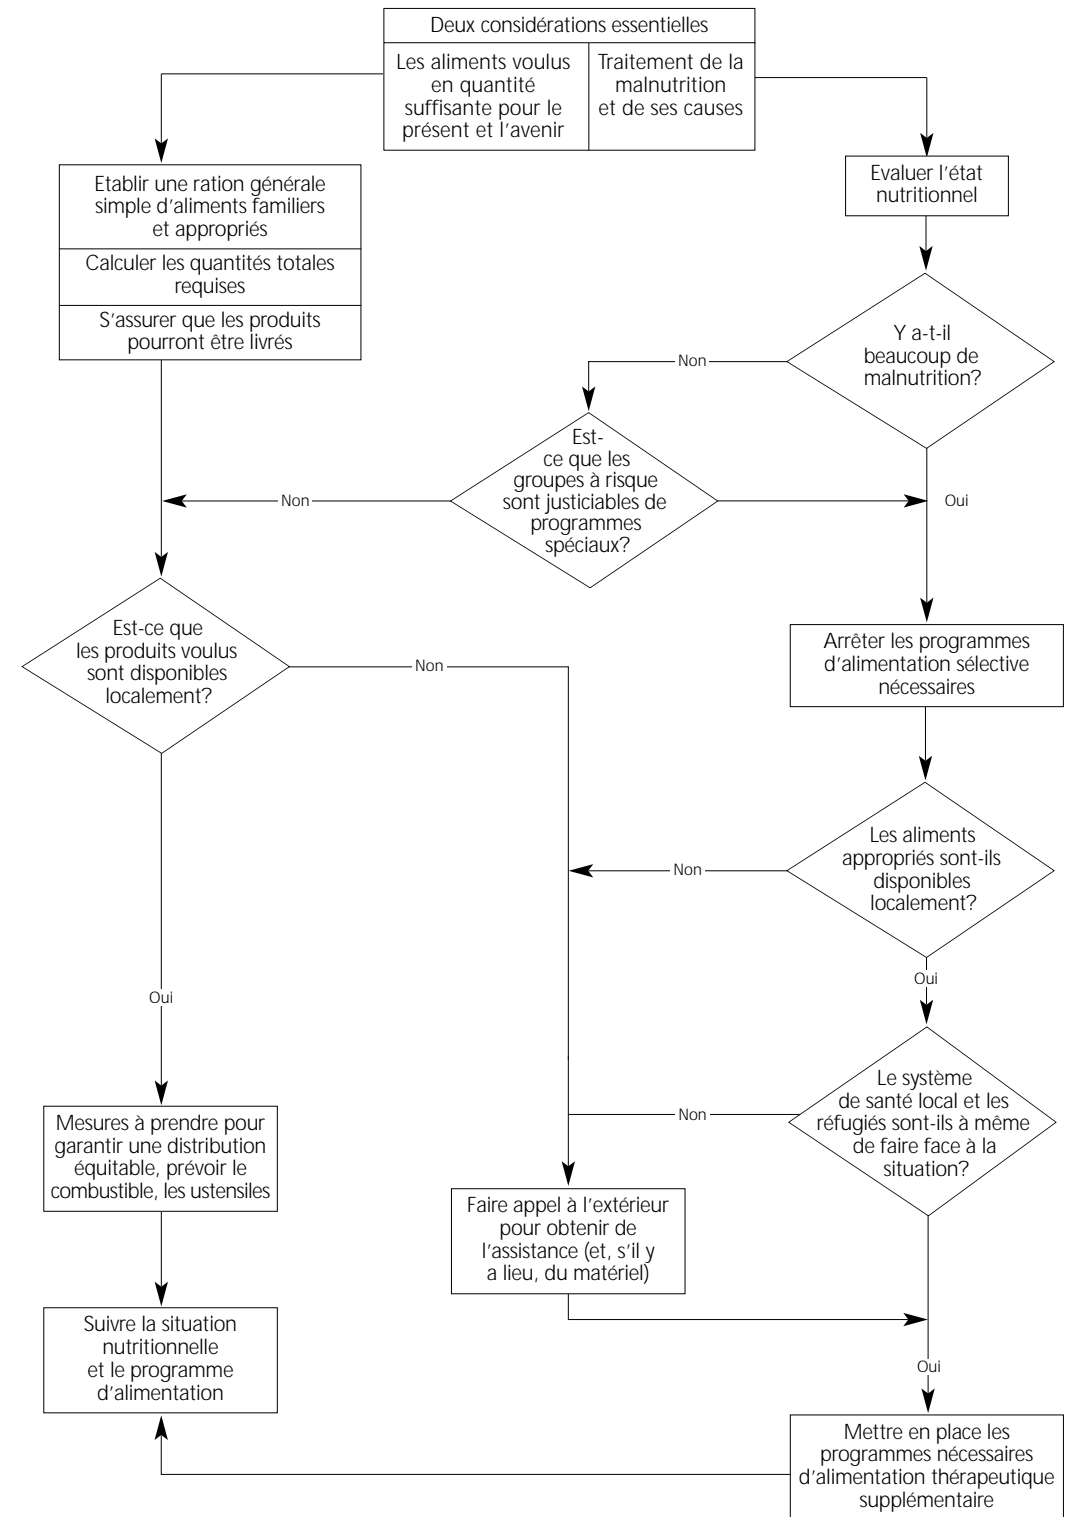 Deux considérations essentielles
Les aliments voulus
en quantité
suffisante pour le
présent et l'avenir
Traitement de la
malnutrition
et de ses causes
Etablir une ration générale
simple d'aliments familiers
et appropriés
Calculer les quantités totales
requises
S'assurer que les produits
pourront être livrés
Evaluer l'état
nutritionnel
Y a-t-il
beaucoup de
malnutrition?
Non
Est-
ce que les
groupes à risque
sont justiciables de
programmes
spéciaux?
Non
Oui
Est-ce que
les produits voulus
sont disponibles
localement?
Non
Arrêter les programmes
d'alimentation sélective
nécessaires
Les aliments
appropriés sont-ils
disponibles
localement?
Non
Oui
Oui
Le système
de santé local et les
réfugiés sont-ils à même
de faire face à la
situation?
Non
Mesures à prendre pour
garantir une distribution
équitable, prévoir le
combustible, les ustensiles
Faire appel à l'extérieur
pour obtenir de
l'assistance (et, s'il y
a lieu, du matériel)
Suivre la situation
nutritionnelle
et le programme
d'alimentation
Oui
Mettre en place les
programmes nécessaires
d'alimentation thérapeutique
supplémentaire